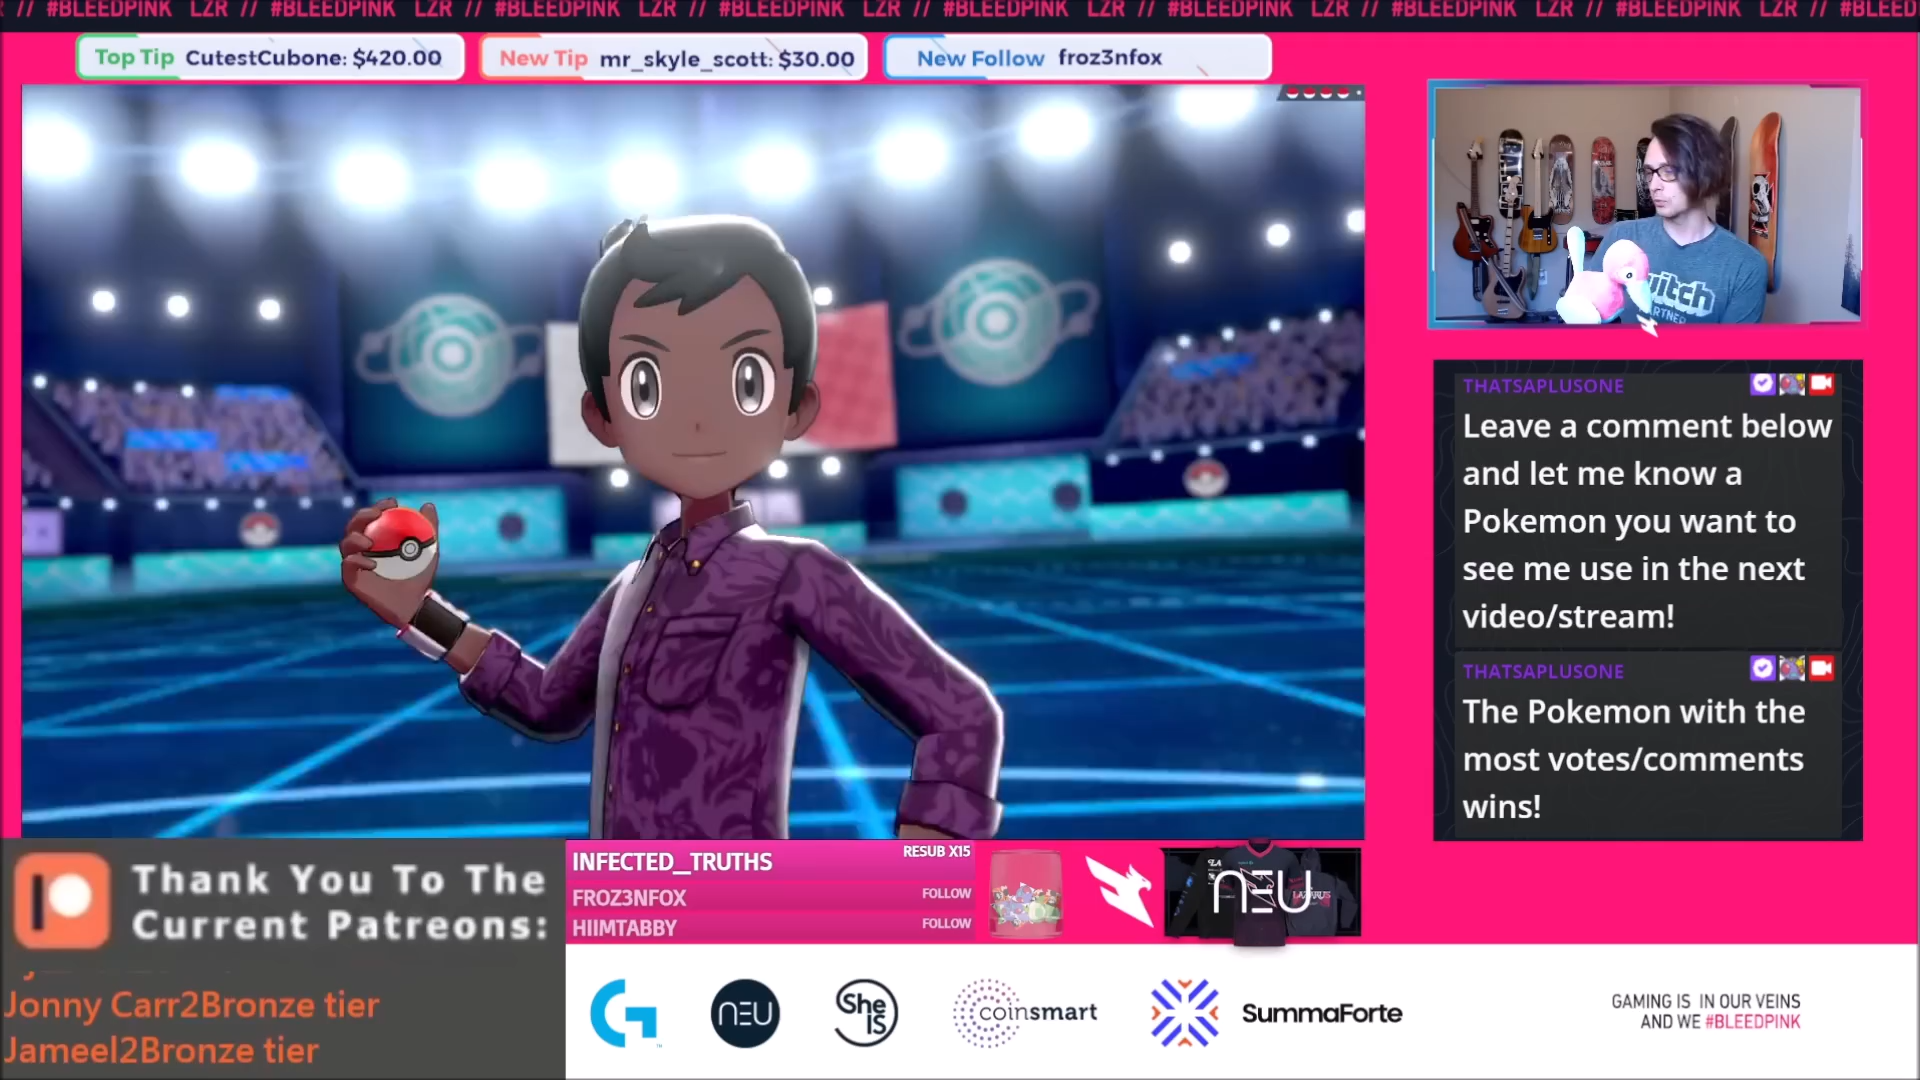 // #BLEEDPINK LZR // #BLEEDPINK LZR // #BLEEDPINK LZR // #BLEEDPINK LZR // #BLEEDPINK LZR // #BLEEDPINK LZR // #BLEEDPINK LZR // #BLEEDPINK LZR // #BLEED
Top Tip CutestCubone: $420.00
New Tip mr_skyle_scott: $30.00
New Follow froz3nfox
THATSAPLUSONE
Leave a comment below
and let me know a
Pokemon you want to
see me use in the next
video/stream!
THATSAPLUSONE
The Pokemon with the
most votes/comments
wins!
Thank You To The
Current Patreons:
Jonny Carr2Bronze tier
Jameel2Bronze tier
INFECTED_TRUTHS RESUB X15
FROZ3NFOX FOLLOW
HIIMTABBY FOLLOW
NEU
NEU
She
IS
coinsmart
SummaForte
GAMING IS IN OUR VEINS
AND WE #BLEEDPINK